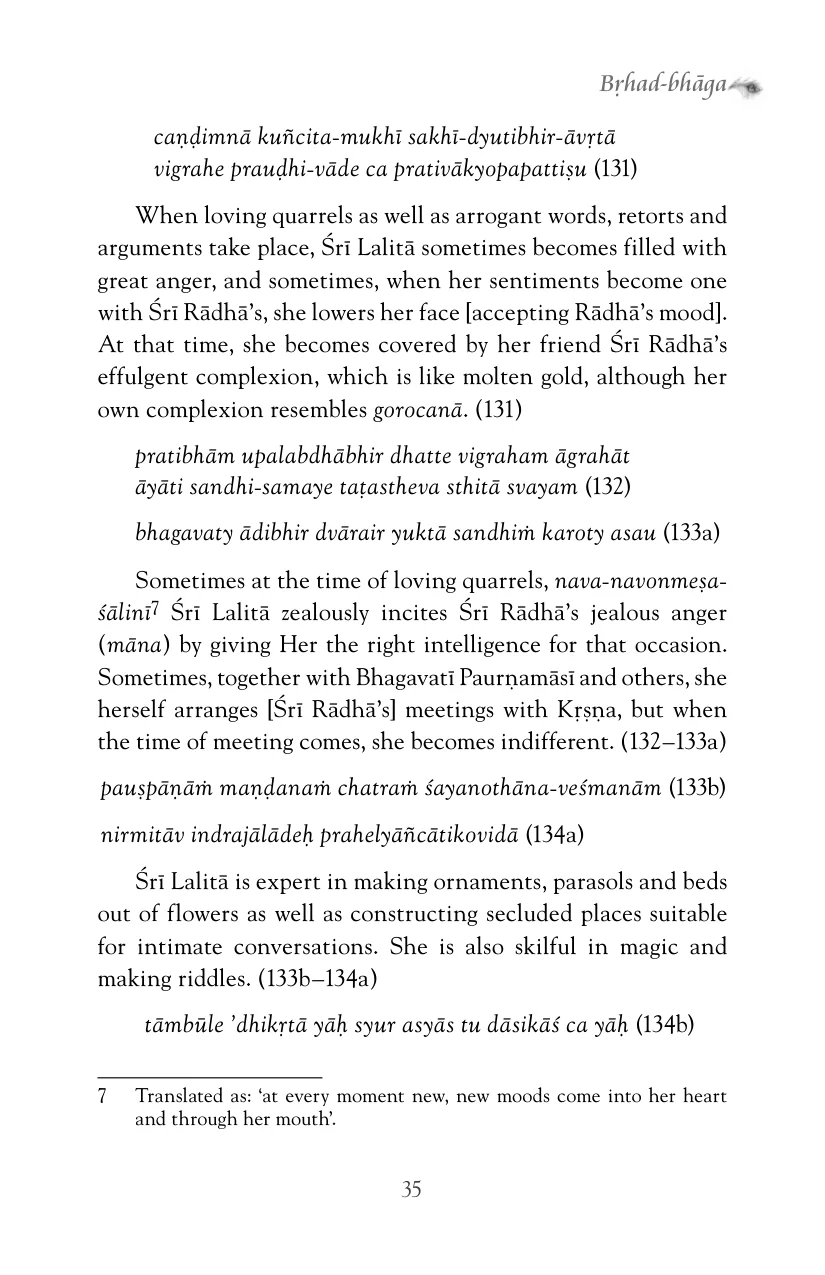 Bṛhad-bhāga
caṇḍimnā kuñcita-mukhī sakhī-dyutibhir-āvṛtā
vigrahe prauḍhi-vāde ca prativākyopapattiṣu (131)
When loving quarrels as well as arrogant words, retorts and
arguments take place, Śrī Lalitā sometimes becomes filled with
great anger, and sometimes, when her sentiments become one
with Śrī Rādhā’s, she lowers her face [accepting Rādhā’s mood].
At that time, she becomes covered by her friend Śrī Rādhā’s
effulgent complexion, which is like molten gold, although her
own complexion resembles gorocanā. (131)
pratibhām upalabdhābhir dhatte vigraham āgrahāt
āyāti sandhi-samaye taṭastheva sthitā svayam (132)
bhagavaty ādibhir dvārair yuktā sandhiṁ karoty asau (133a)
Sometimes at the time of loving quarrels, nava-navonmeṣa-
śālinī7 Śrī Lalitā zealously incites Śrī Rādhā’s jealous anger
(māna) by giving Her the right intelligence for that occasion.
Sometimes, together with Bhagavatī Paurṇamāsī and others, she
herself arranges [Śrī Rādhā’s] meetings with Kṛṣṇa, but when
the time of meeting comes, she becomes indifferent. (132–133a)
pauṣpāṇāṁ maṇḍanaṁ chatraṁ śayanothāna-veśmanām (133b)
nirmitāv indrajālādeḥ prahelyāñcātikovidā (134a)
Śrī Lalitā is expert in making ornaments, parasols and beds
out of flowers as well as constructing secluded places suitable
for intimate conversations. She is also skilful in magic and
making riddles. (133b–134a)
tāmbūle ’dhikṛtā yāḥ syur asyās tu dāsikāś ca yāḥ (134b)
7 Translated as: ‘at every moment new, new moods come into her heart
and through her mouth’.
35